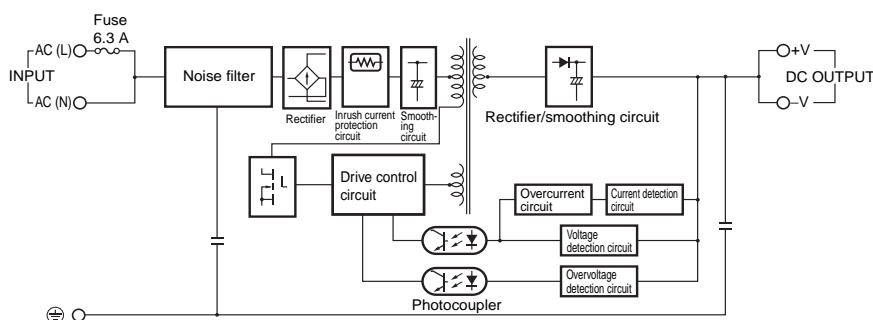 Fuse
6.3 A
AC (L)
INPUT
AC (N)
Noise filter
Rectifier
Inrush current
protection
circuit
Smooth-
ing
circuit
Rectifier/smoothing circuit
+V
DC OUTPUT
–V
Drive control
circuit
Overcurrent
circuit
Current detection
circuit
Voltage
detection circuit
Overvoltage
detection circuit
Photocoupler